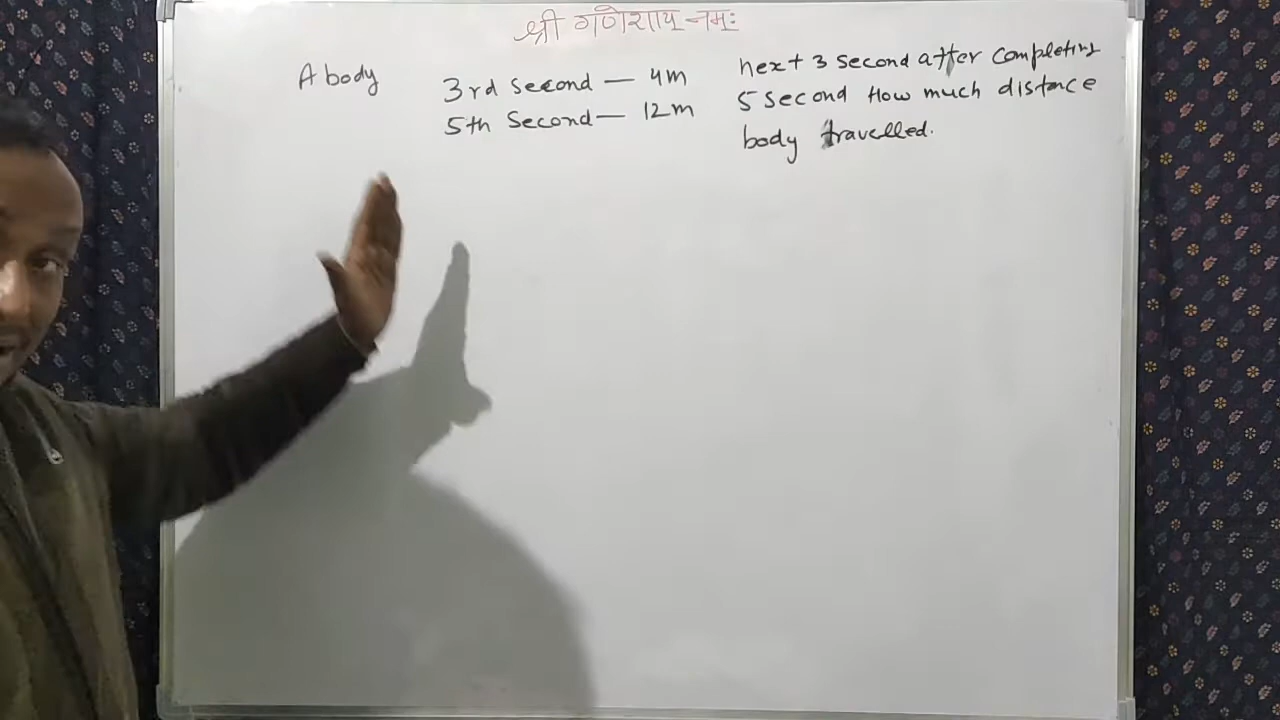 श्री गणेशाय नमः
A body
3rd second — 4m
5th second — 12m
next 3 second after completing
5 second How much distance
body travelled.